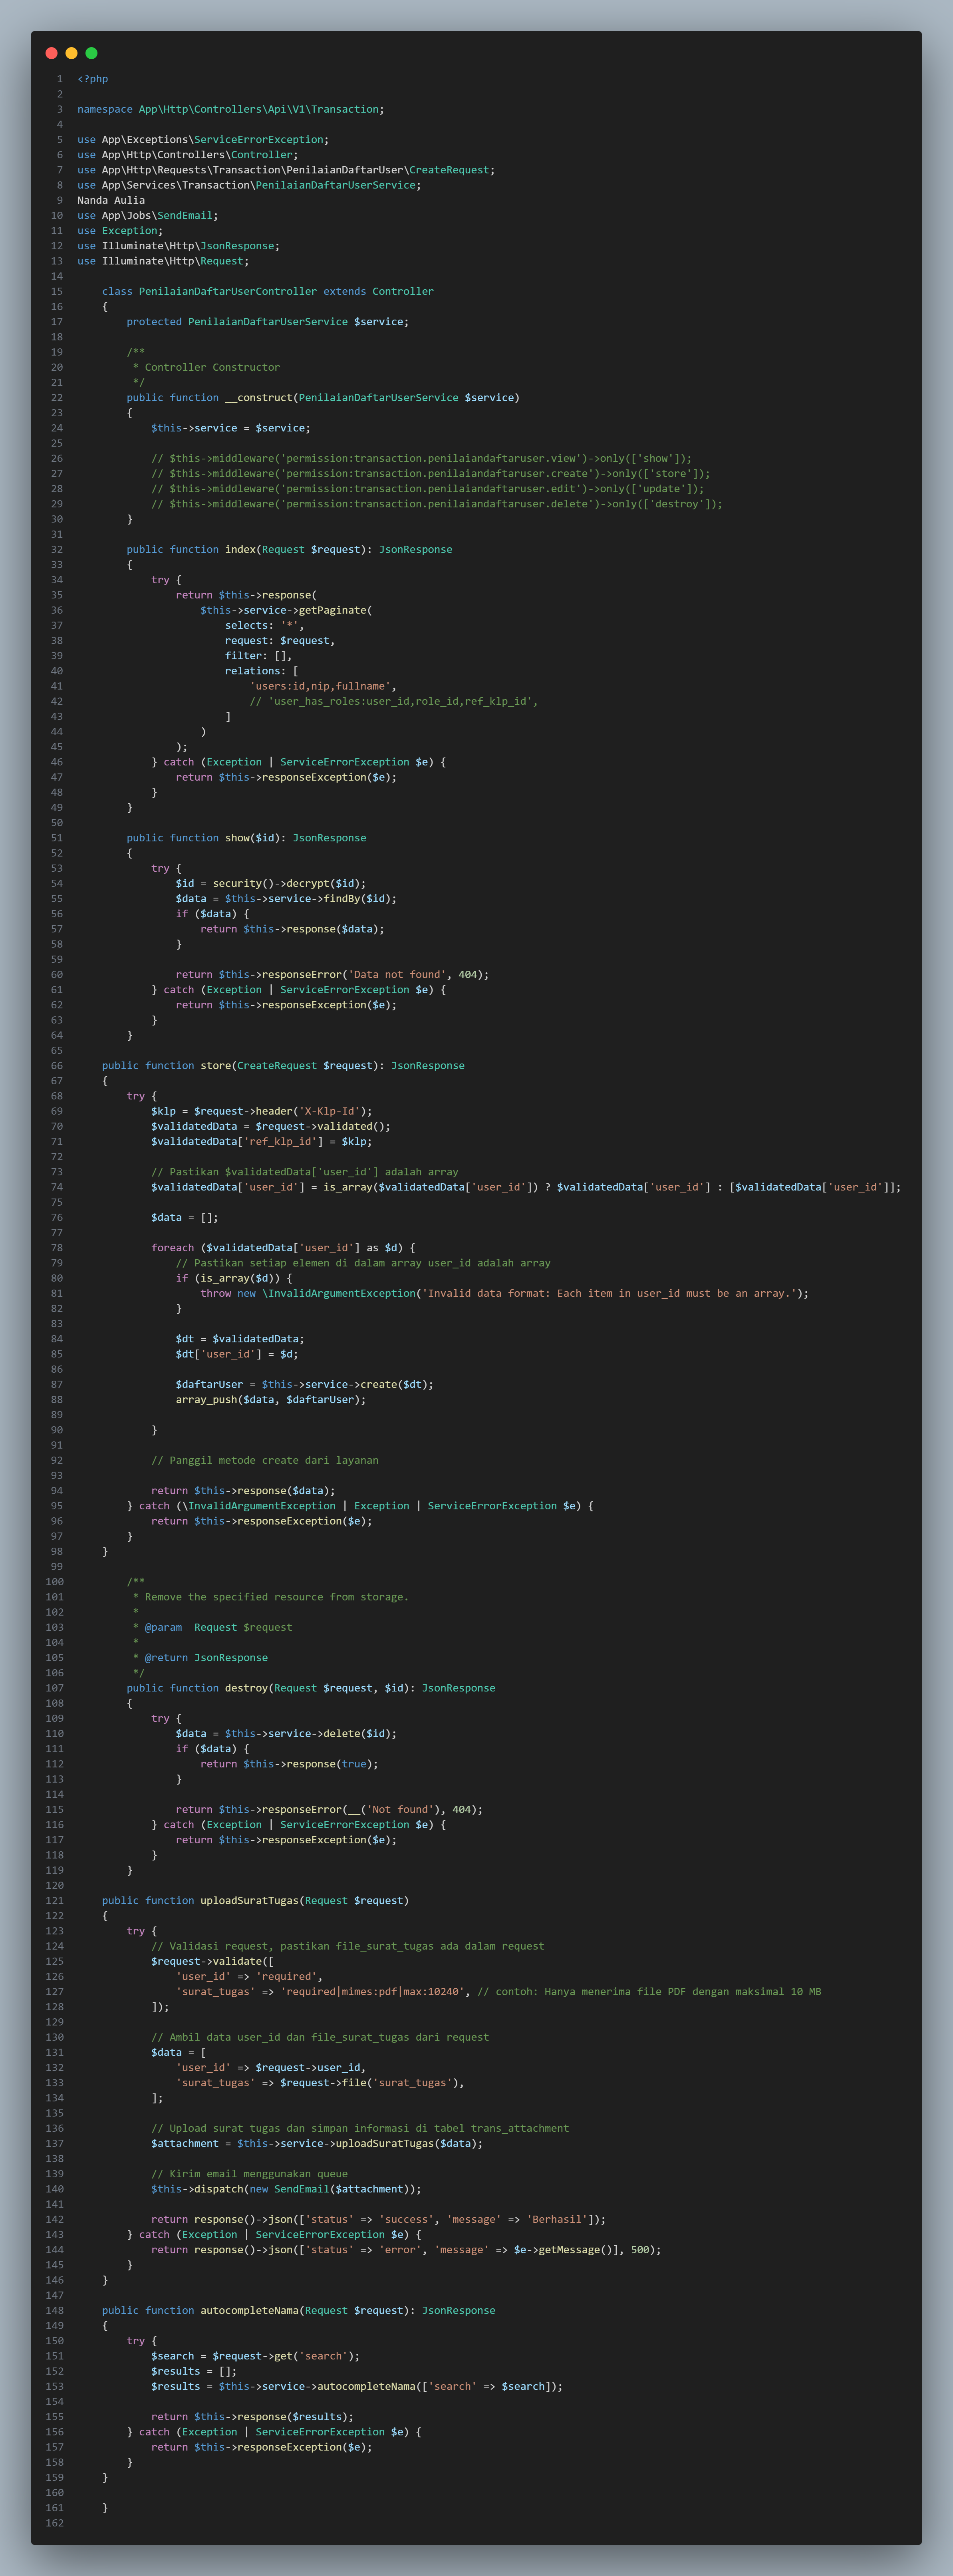 1 <?php
2
3 namespace App\Http\Controllers\Api\V1\Transaction;
4
5 use App\Exceptions\ServiceErrorException;
6 use App\Http\Controllers\Controller;
7 use App\Http\Requests\Transaction\PenilaianDaftarUser\CreateRequest;
8 use App\Services\Transaction\PenilaianDaftarUserService;
9 Nanda Aulia
10 use App\Jobs\SendEmail;
11 use Exception;
12 use Illuminate\Http\JsonResponse;
13 use Illuminate\Http\Request;
14
15     class PenilaianDaftarUserController extends Controller
16     {
17         protected PenilaianDaftarUserService $service;
18
19         /**
20          * Controller Constructor
21          */
22         public function __construct(PenilaianDaftarUserService $service)
23         {
24             $this->service = $service;
25
26             // $this->middleware('permission:transaction.penilaiandaftaruser.view')->only(['show']);
27             // $this->middleware('permission:transaction.penilaiandaftaruser.create')->only(['store']);
28             // $this->middleware('permission:transaction.penilaiandaftaruser.edit')->only(['update']);
29             // $this->middleware('permission:transaction.penilaiandaftaruser.delete')->only(['destroy']);
30         }
31
32         public function index(Request $request): JsonResponse
33         {
34             try {
35                 return $this->response(
36                     $this->service->getPaginate(
37                         selects: '*',
38                         request: $request,
39                         filter: [],
40                         relations: [
41                             'users:id,nip,fullname',
42                             // 'user_has_roles:user_id,role_id,ref_klp_id',
43                         ]
44                     )
45                 );
46             } catch (Exception | ServiceErrorException $e) {
47                 return $this->responseException($e);
48             }
49         }
50
51         public function show($id): JsonResponse
52         {
53             try {
54                 $id = security()->decrypt($id);
55                 $data = $this->service->findBy($id);
56                 if ($data) {
57                     return $this->response($data);
58                 }
59
60                 return $this->responseError('Data not found', 404);
61             } catch (Exception | ServiceErrorException $e) {
62                 return $this->responseException($e);
63             }
64         }
65
66     public function store(CreateRequest $request): JsonResponse
67     {
68         try {
69             $klp = $request->header('X-Klp-Id');
70             $validatedData = $request->validated();
71             $validatedData['ref_klp_id'] = $klp;
72
73             // Pastikan $validatedData['user_id'] adalah array
74             $validatedData['user_id'] = is_array($validatedData['user_id']) ? $validatedData['user_id'] : [$validatedData['user_id']];
75
76             $data = [];
77
78             foreach ($validatedData['user_id'] as $d) {
79                 // Pastikan setiap elemen di dalam array user_id adalah array
80                 if (is_array($d)) {
81                     throw new \InvalidArgumentException('Invalid data format: Each item in user_id must be an array.');
82                 }
83
84                 $dt = $validatedData;
85                 $dt['user_id'] = $d;
86
87                 $daftarUser = $this->service->create($dt);
88                 array_push($data, $daftarUser);
89
90             }
91
92             // Panggil metode create dari layanan
93
94             return $this->response($data);
95         } catch (\InvalidArgumentException | Exception | ServiceErrorException $e) {
96             return $this->responseException($e);
97         }
98     }
99
100         /**
101          * Remove the specified resource from storage.
102          *
103          * @param  Request $request
104          *
105          * @return JsonResponse
106          */
107         public function destroy(Request $request, $id): JsonResponse
108         {
109             try {
110                 $data = $this->service->delete($id);
111                 if ($data) {
112                     return $this->response(true);
113                 }
114
115                 return $this->responseError(__('Not found'), 404);
116             } catch (Exception | ServiceErrorException $e) {
117                 return $this->responseException($e);
118             }
119         }
120
121     public function uploadSuratTugas(Request $request)
122     {
123         try {
124             // Validasi request, pastikan file_surat_tugas ada dalam request
125             $request->validate([
126                 'user_id' => 'required',
127                 'surat_tugas' => 'required|mimes:pdf|max:10240', // contoh: Hanya menerima file PDF dengan maksimal 10 MB
128             ]);
129
130             // Ambil data user_id dan file_surat_tugas dari request
131             $data = [
132                 'user_id' => $request->user_id,
133                 'surat_tugas' => $request->file('surat_tugas'),
134             ];
135
136             // Upload surat tugas dan simpan informasi di tabel trans_attachment
137             $attachment = $this->service->uploadSuratTugas($data);
138
139             // Kirim email menggunakan queue
140             $this->dispatch(new SendEmail($attachment));
141
142             return response()->json(['status' => 'success', 'message' => 'Berhasil']);
143         } catch (Exception | ServiceErrorException $e) {
144             return response()->json(['status' => 'error', 'message' => $e->getMessage()], 500);
145         }
146     }
147
148     public function autocompleteNama(Request $request): JsonResponse
149     {
150         try {
151             $search = $request->get('search');
152             $results = [];
153             $results = $this->service->autocompleteNama(['search' => $search]);
154
155             return $this->response($results);
156         } catch (Exception | ServiceErrorException $e) {
157             return $this->responseException($e);
158         }
159     }
160
161     }
162